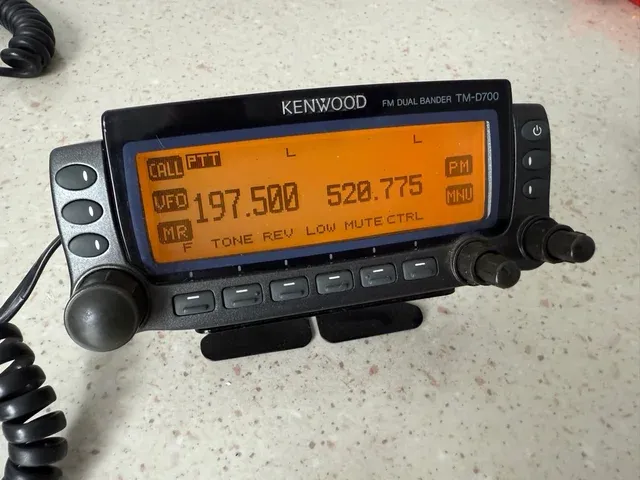 KENWOOD FM DUAL BANDER TM-D700
CALL PTT L L PM
VFO 197.500 520.775 MNU
MR
F TONE REV LOW MUTE CTRL